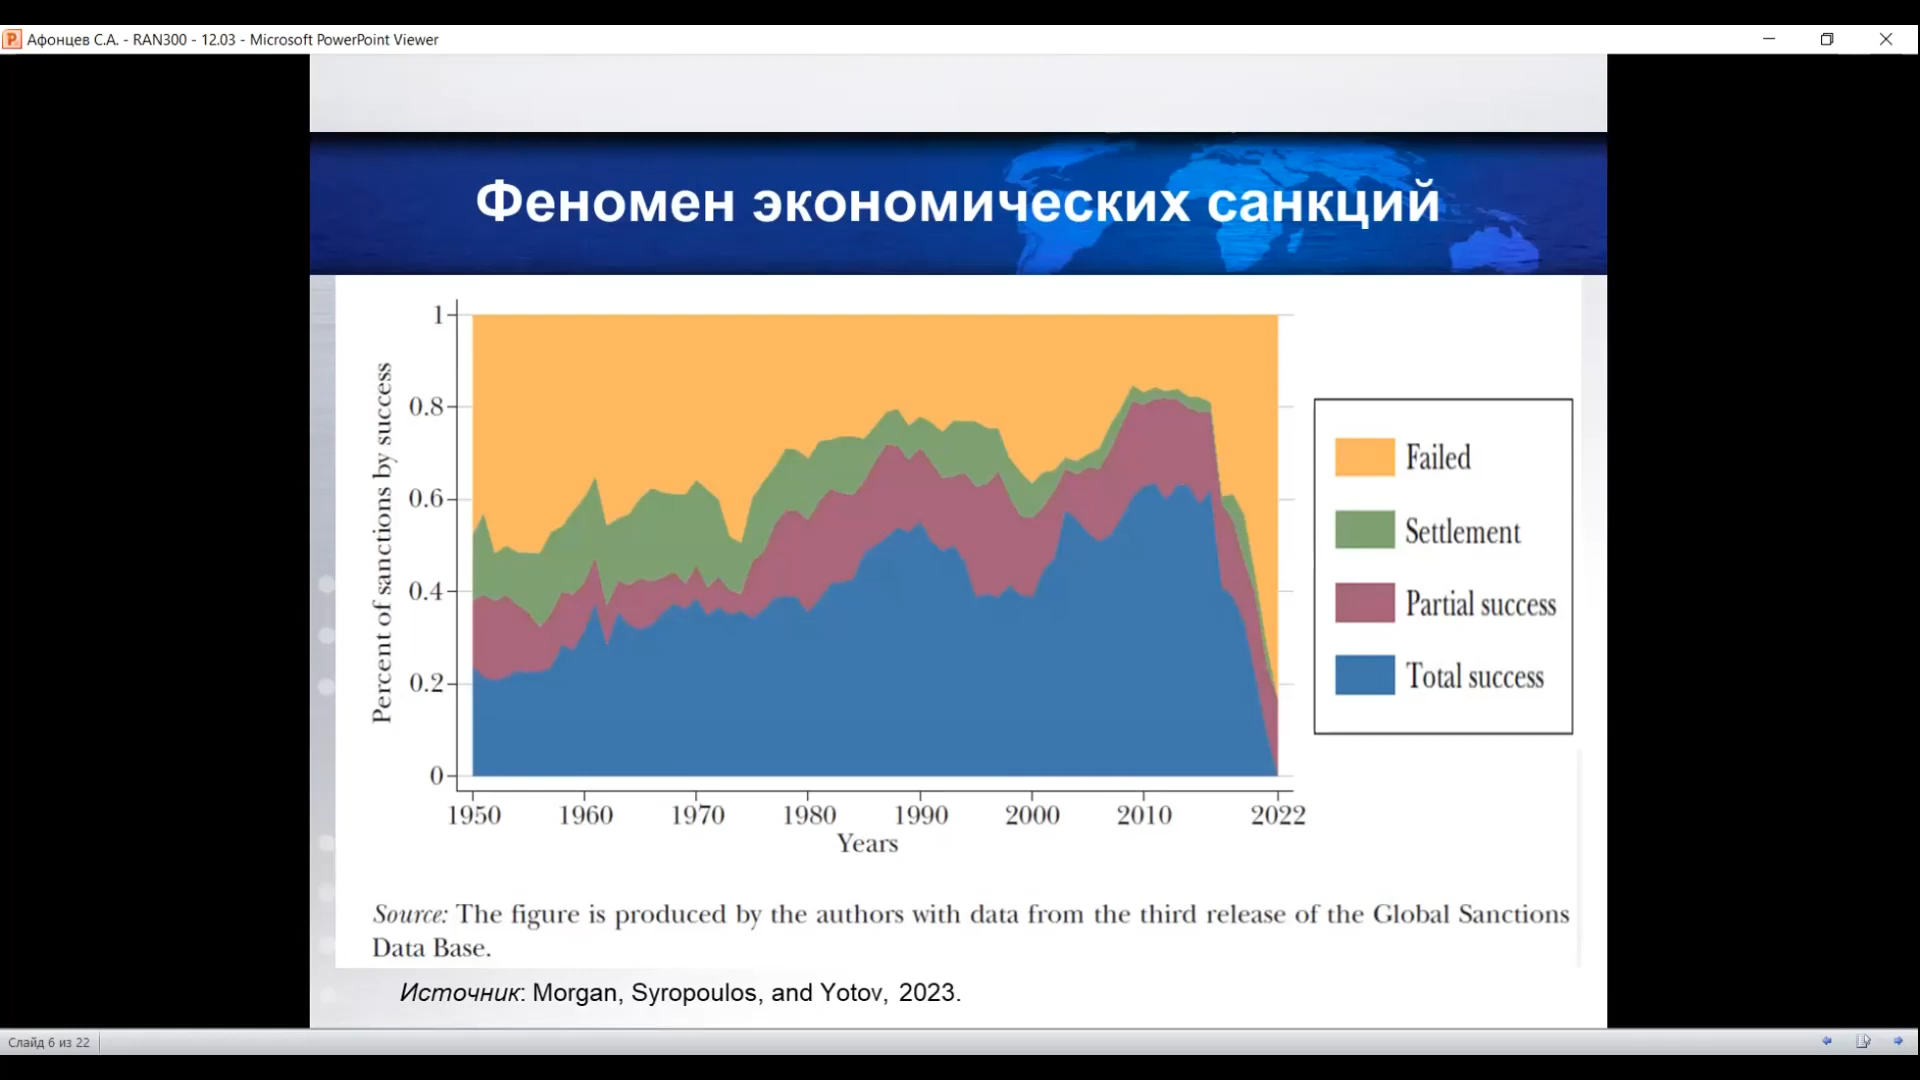 Афонцев С.А. - RAN300 - 12.03 - Microsoft PowerPoint Viewer
Феномен экономических санкций
Percent of sanctions by success
1
0.8
0.6
0.4
0.2
0
1950 1960 1970 1980 1990 2000 2010 2022
Years
Failed
Settlement
Partial success
Total success
Source: The figure is produced by the authors with data from the third release of the Global Sanctions
Data Base.
Источник: Morgan, Syropoulos, and Yotov, 2023.
Слайд 6 из 22